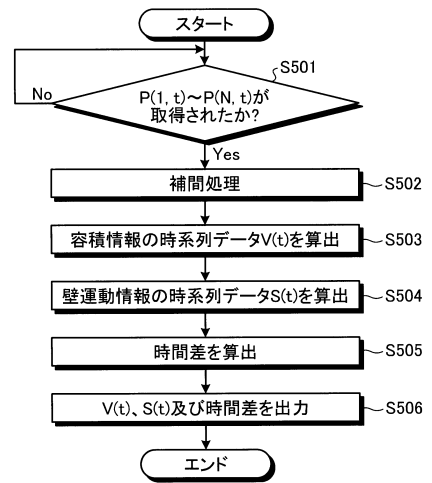 スタート
S501
P(1, t)～P(N, t)が
取得されたか?
No
Yes
補間処理
S502
容積情報の時系列データV(t)を算出
S503
壁運動情報の時系列データS(t)を算出
S504
時間差を算出
S505
V(t)、S(t)及び時間差を出力
S506
エンド